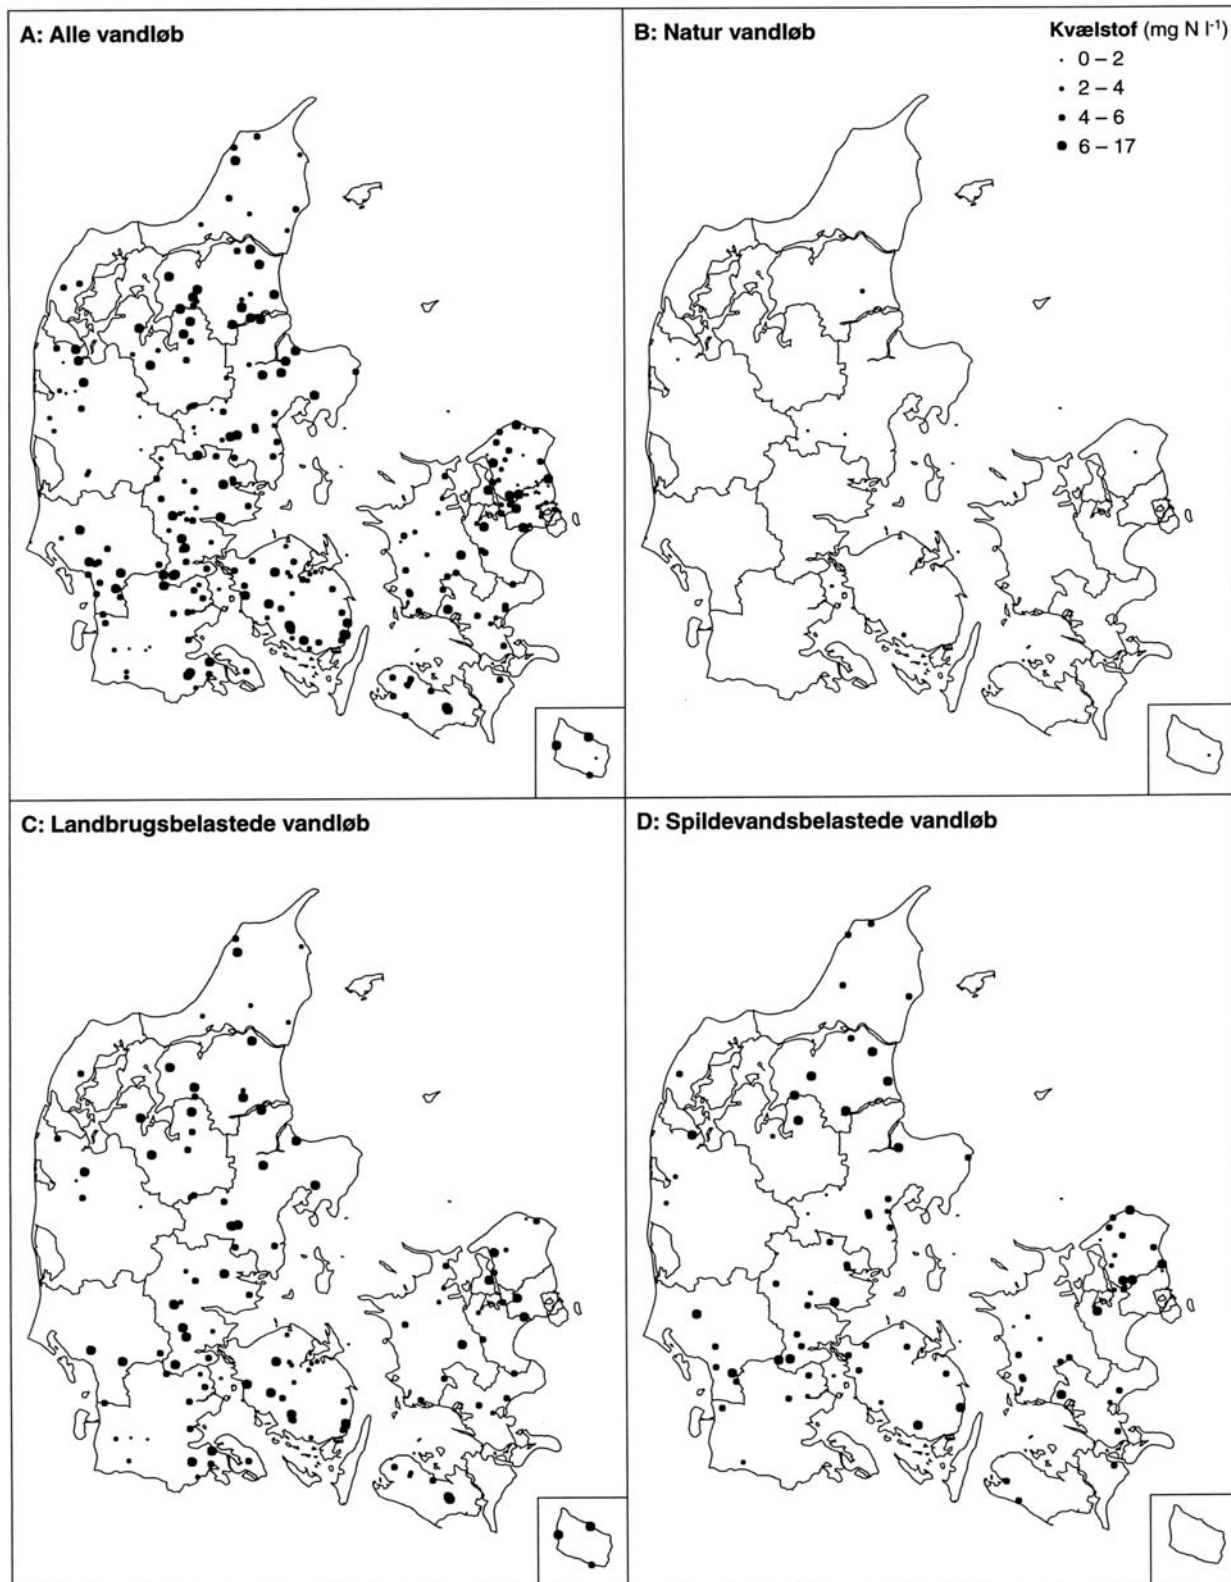 A: Alle vandløb
B: Natur vandløb
Kvælstof (mg N l⁻¹)
0 – 2
2 – 4
4 – 6
6 – 17
C: Landbrugsbelastede vandløb
D: Spildevandsbelastede vandløb